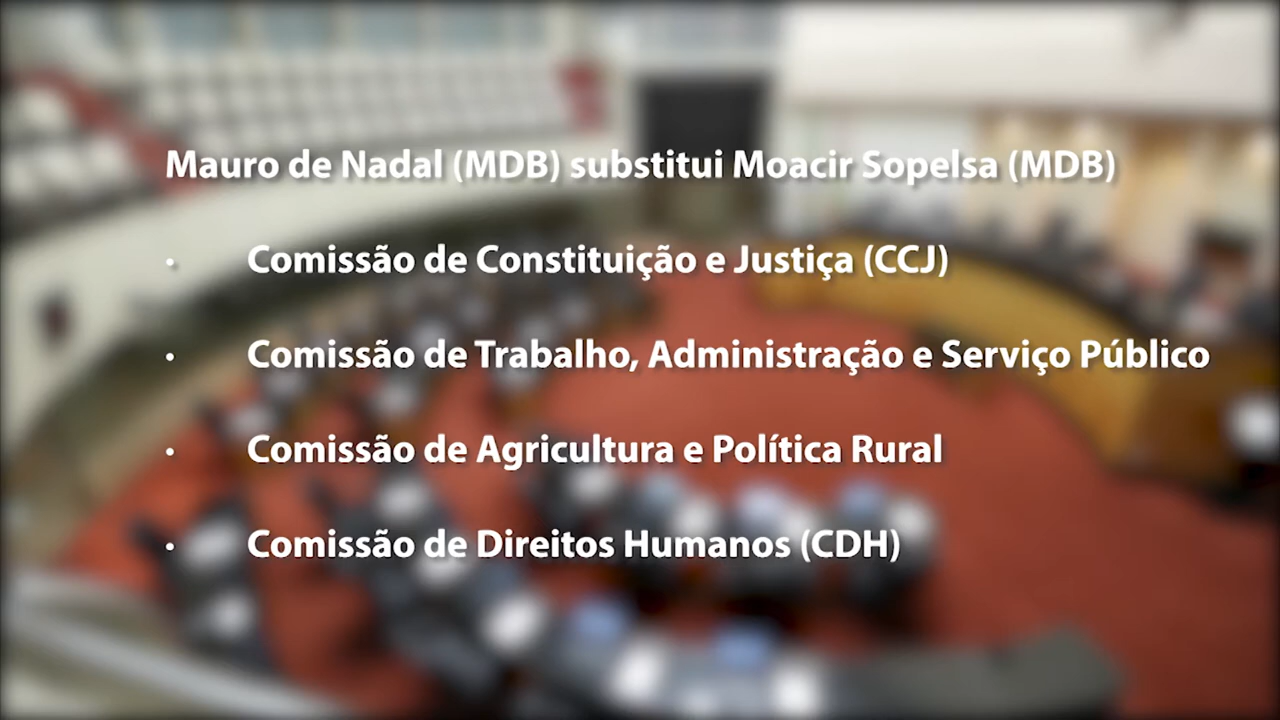 Mauro de Nadal (MDB) substitui Moacir Sopelsa (MDB)
• Comissão de Constituição e Justiça (CCJ)
• Comissão de Trabalho, Administração e Serviço Público
• Comissão de Agricultura e Política Rural
• Comissão de Direitos Humanos (CDH)